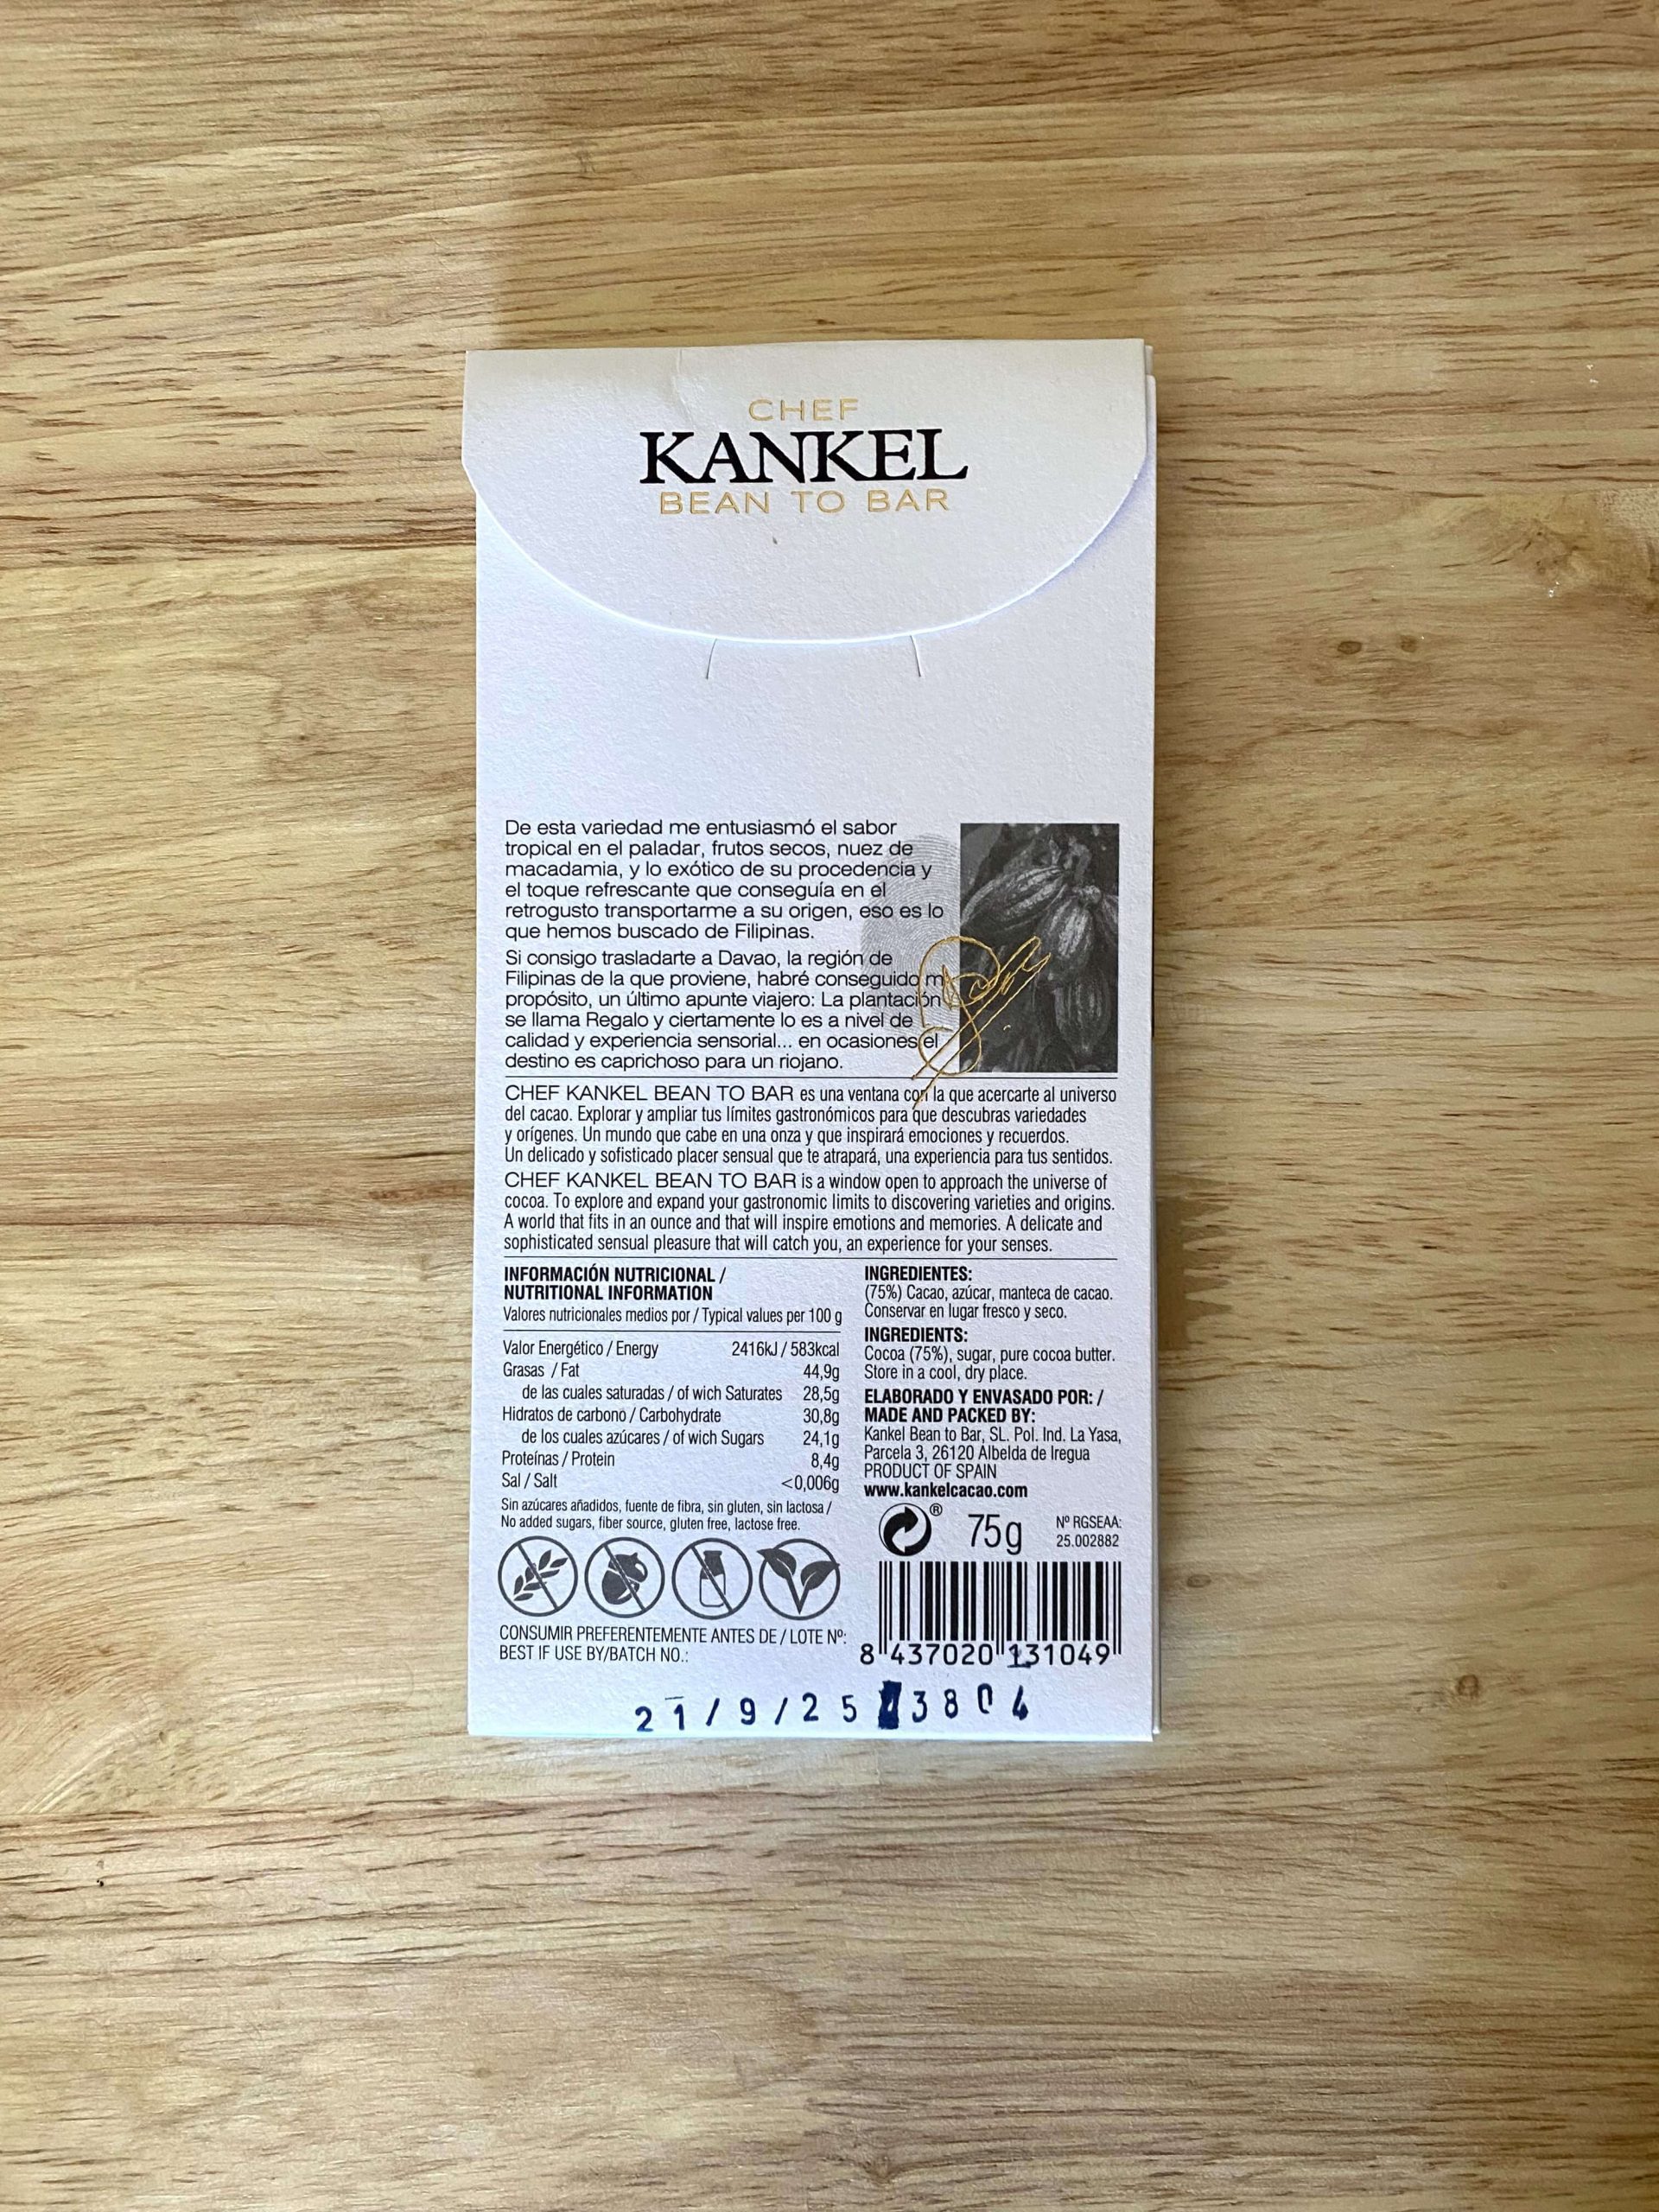 CHEF
KANKEL
BEAN TO BAR
De esta variedad me entusiasmó el sabor
tropical en el paladar, frutos secos, nuez de
macadamia, y lo exótico de su procedencia y
el toque refrescante que conseguía en el
retrogusto transportarme a su origen, eso es lo
que hemos buscado de Filipinas.
Si consigo trasladarte a Davao, la región de
Filipinas de la que proviene, habré conseguido
propósito, un último apunte viajero: La plantación
se llama Regalo y ciertamente lo es a nivel de
calidad y experiencia sensorial... en ocasiones el
destino es caprichoso para un riojano.
CHEF KANKEL BEAN TO BAR es una ventana con la que acercarte al universo
del cacao. Explorar y ampliar tus límites gastronómicos para que descubras variedades
y orígenes. Un mundo que cabe en una onza y que inspirará emociones y recuerdos.
Un delicado y sofisticado placer sensual que te atrapará, una experiencia para tus sentidos.
CHEF KANKEL BEAN TO BAR is a window open to approach the universe of
cocoa. To explore and expand your gastronomic limits to discovering varieties and origins.
A world that fits in an ounce and that will inspire emotions and memories. A delicate and
sophisticated sensual pleasure that will catch you, an experience for your senses.
INFORMACIÓN NUTRICIONAL /
NUTRITIONAL INFORMATION
Valores nutricionales medios por / Typical values per 100 g
Valor Energético / Energy 2416kJ / 583kcal
Grasas / Fat 44,9g
de las cuales saturadas / of wich Saturates 28,5g
Hidratos de carbono / Carbohydrate 30,8g
de los cuales azúcares / of wich Sugars 24,1g
Proteínas / Protein 8,4g
Sal / Salt <0,006g
Sin azúcares añadidos, fuente de fibra, sin gluten, sin lactosa /
No added sugars, fiber source, gluten free, lactose free.
CONSUMIR PREFERENTEMENTE ANTES DE / LOTE Nº:
BEST IF USE BY/BATCH NO.:
INGREDIENTES:
(75%) Cacao, azúcar, manteca de cacao.
Conservar en lugar fresco y seco.
INGREDIENTS:
Cocoa (75%), sugar, pure cocoa butter.
Store in a cool, dry place.
ELABORADO Y ENVASADO POR: /
MADE AND PACKED BY:
Kankel Bean to Bar, SL. Pol. Ind. La Yasa,
Parcela 3, 26120 Albelda de Iregua
PRODUCT OF SPAIN
www.kankelcacao.com
®
75g
Nº RGSEAA:
25.002882
8 437020 131049
21/9/25 3804